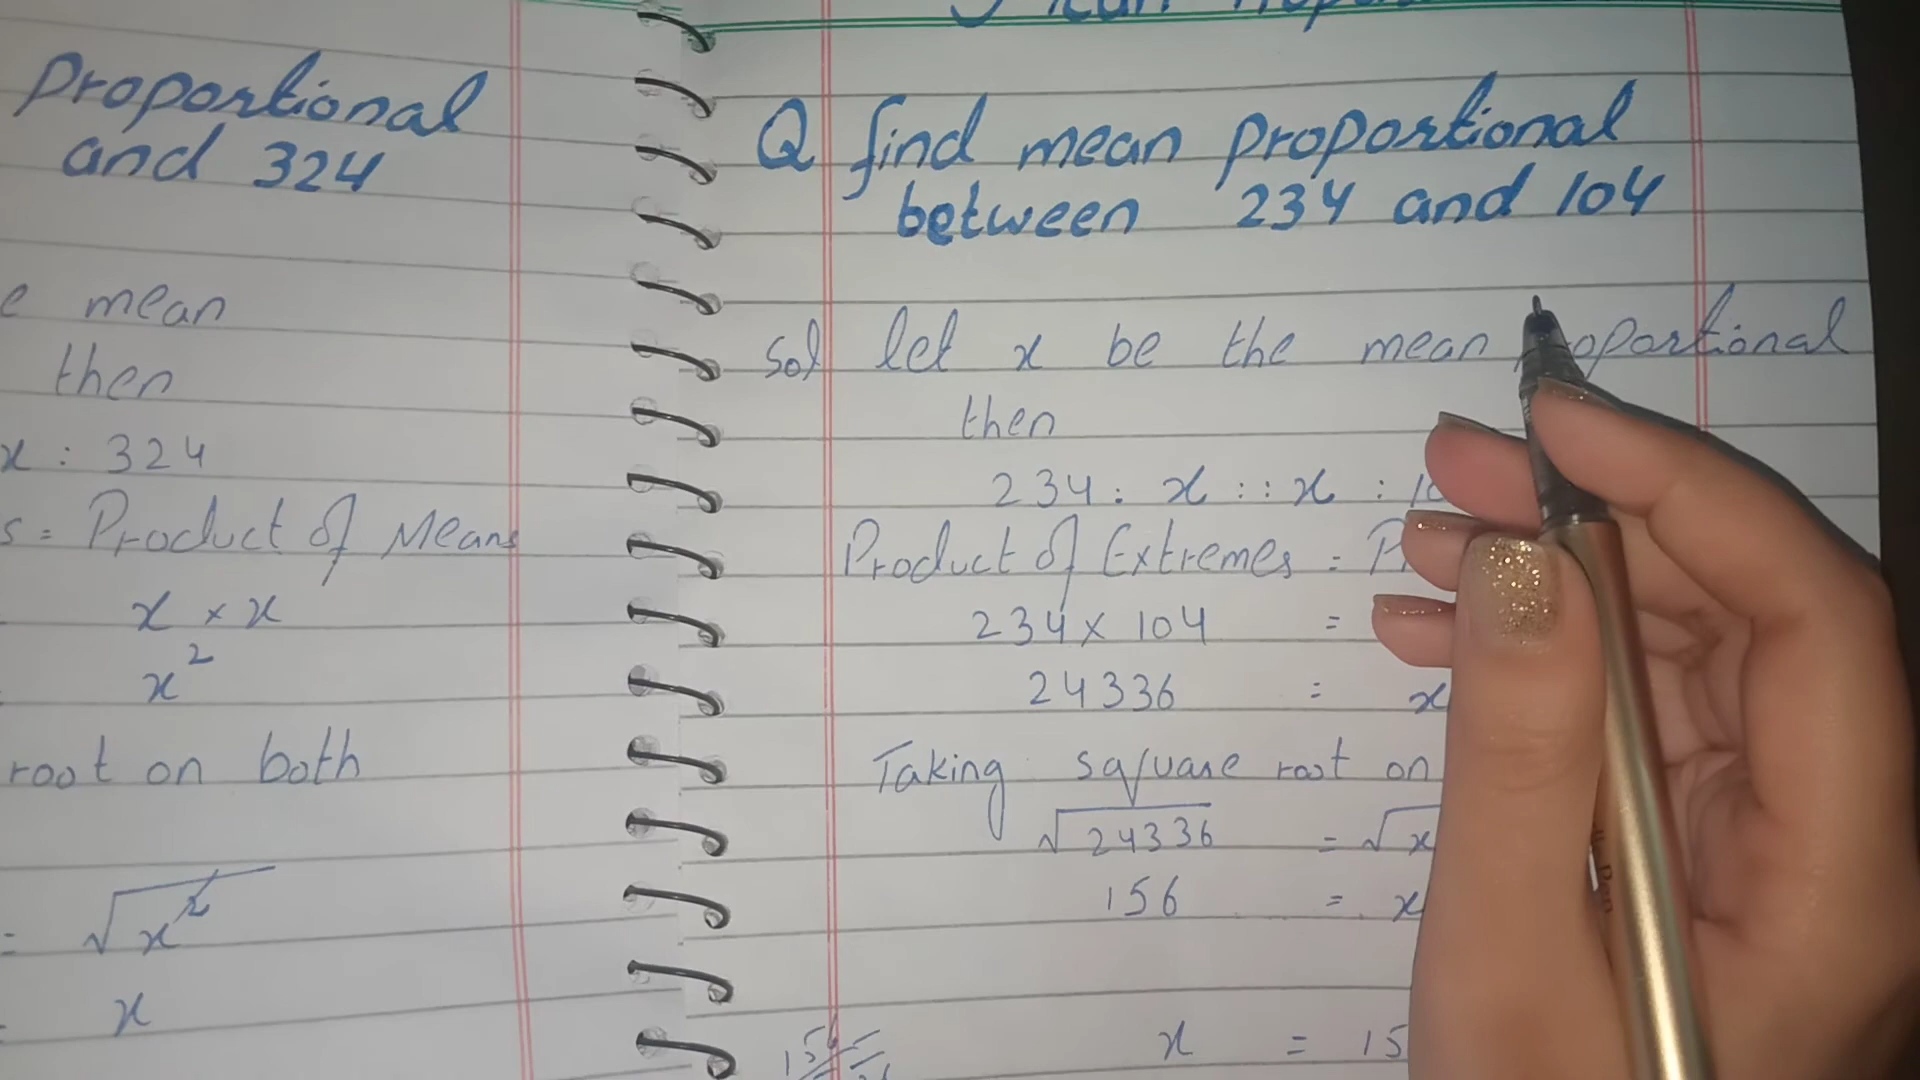 Proportional
and 324
e mean
then
x : 324
s = Product of Means
x × x
x²
root on both
= √x²
x
Q find mean proportional
between 234 and 104
Sol let x be the mean proportional
then
234 : x :: x : 10
Product of Extremes = P
234 × 104 =
24336 = x
Taking square root on
√24336 = √x
156 = x
x = 15